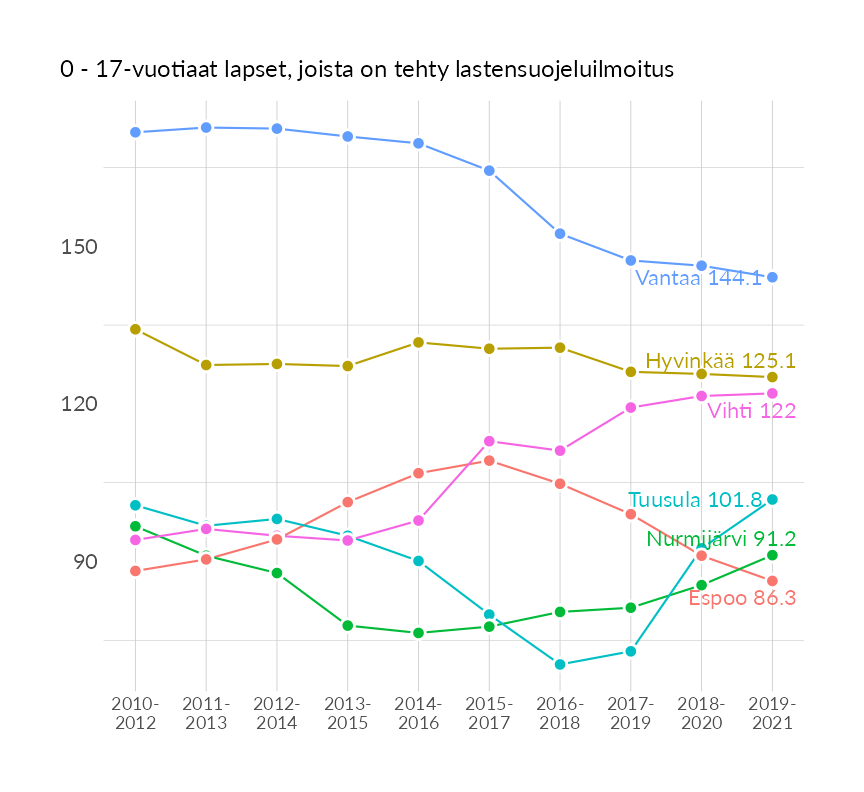 0 - 17-vuotiaat lapset, joista on tehty lastensuojeluilmoitus
150
Vantaa 144.1
Hyvinkää 125.1
120
Vihti 122
Tuusula 101.8
Nurmijärvi 91.2
90
Espoo 86.3
2010- 2011- 2012- 2013- 2014- 2015- 2016- 2017- 2018- 2019-
2012 2013 2014 2015 2016 2017 2018 2019 2020 2021